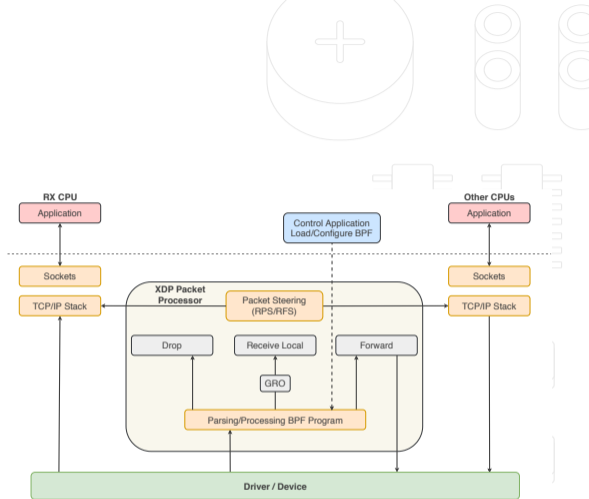 RX CPU
Other CPUs
Application
Application
Control Application
Load/Configure BPF
Sockets
Sockets
XDP Packet
Processor
Packet Steering
(RPS/RFS)
TCP/IP Stack
TCP/IP Stack
Drop
Receive Local
Forward
GRO
Parsing/Processing BPF Program
Driver / Device